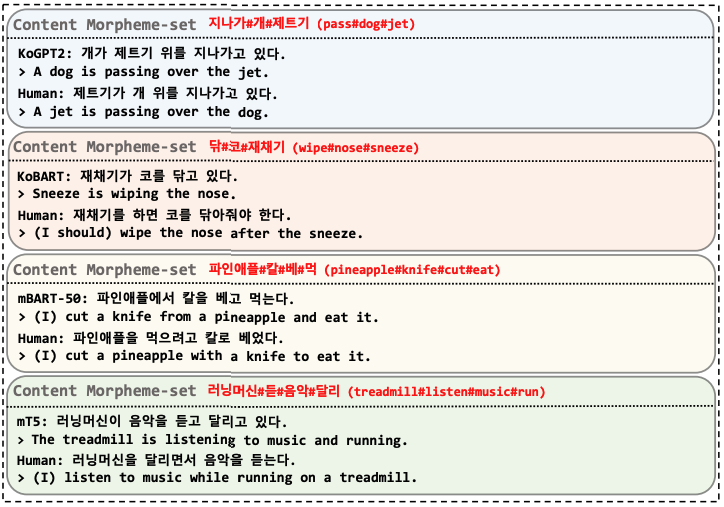 Content Morpheme-set 지나가#개#제트기 (pass#dog#jet)
KoGPT2: 개가 제트기 위를 지나가고 있다.
> A dog is passing over the jet.
Human: 제트기가 개 위를 지나가고 있다.
> A jet is passing over the dog.
Content Morpheme-set 닦#코#재채기 (wipe#nose#sneeze)
KoBART: 재채기가 코를 닦고 있다.
> Sneeze is wiping the nose.
Human: 재채기를 하면 코를 닦아줘야 한다.
> (I should) wipe the nose after the sneeze.
Content Morpheme-set 파인애플#칼#베#먹 (pineapple#knife#cut#eat)
mBART-50: 파인애플에서 칼을 베고 먹는다.
> (I) cut a knife from a pineapple and eat it.
Human: 파인애플을 먹으려고 칼로 베었다.
> (I) cut a pineapple with a knife to eat it.
Content Morpheme-set 러닝머신#듣#음악#달리 (treadmill#listen#music#run)
mT5: 러닝머신이 음악을 듣고 달리고 있다.
> The treadmill is listening to music and running.
Human: 러닝머신을 달리면서 음악을 듣는다.
> (I) listen to music while running on a treadmill.